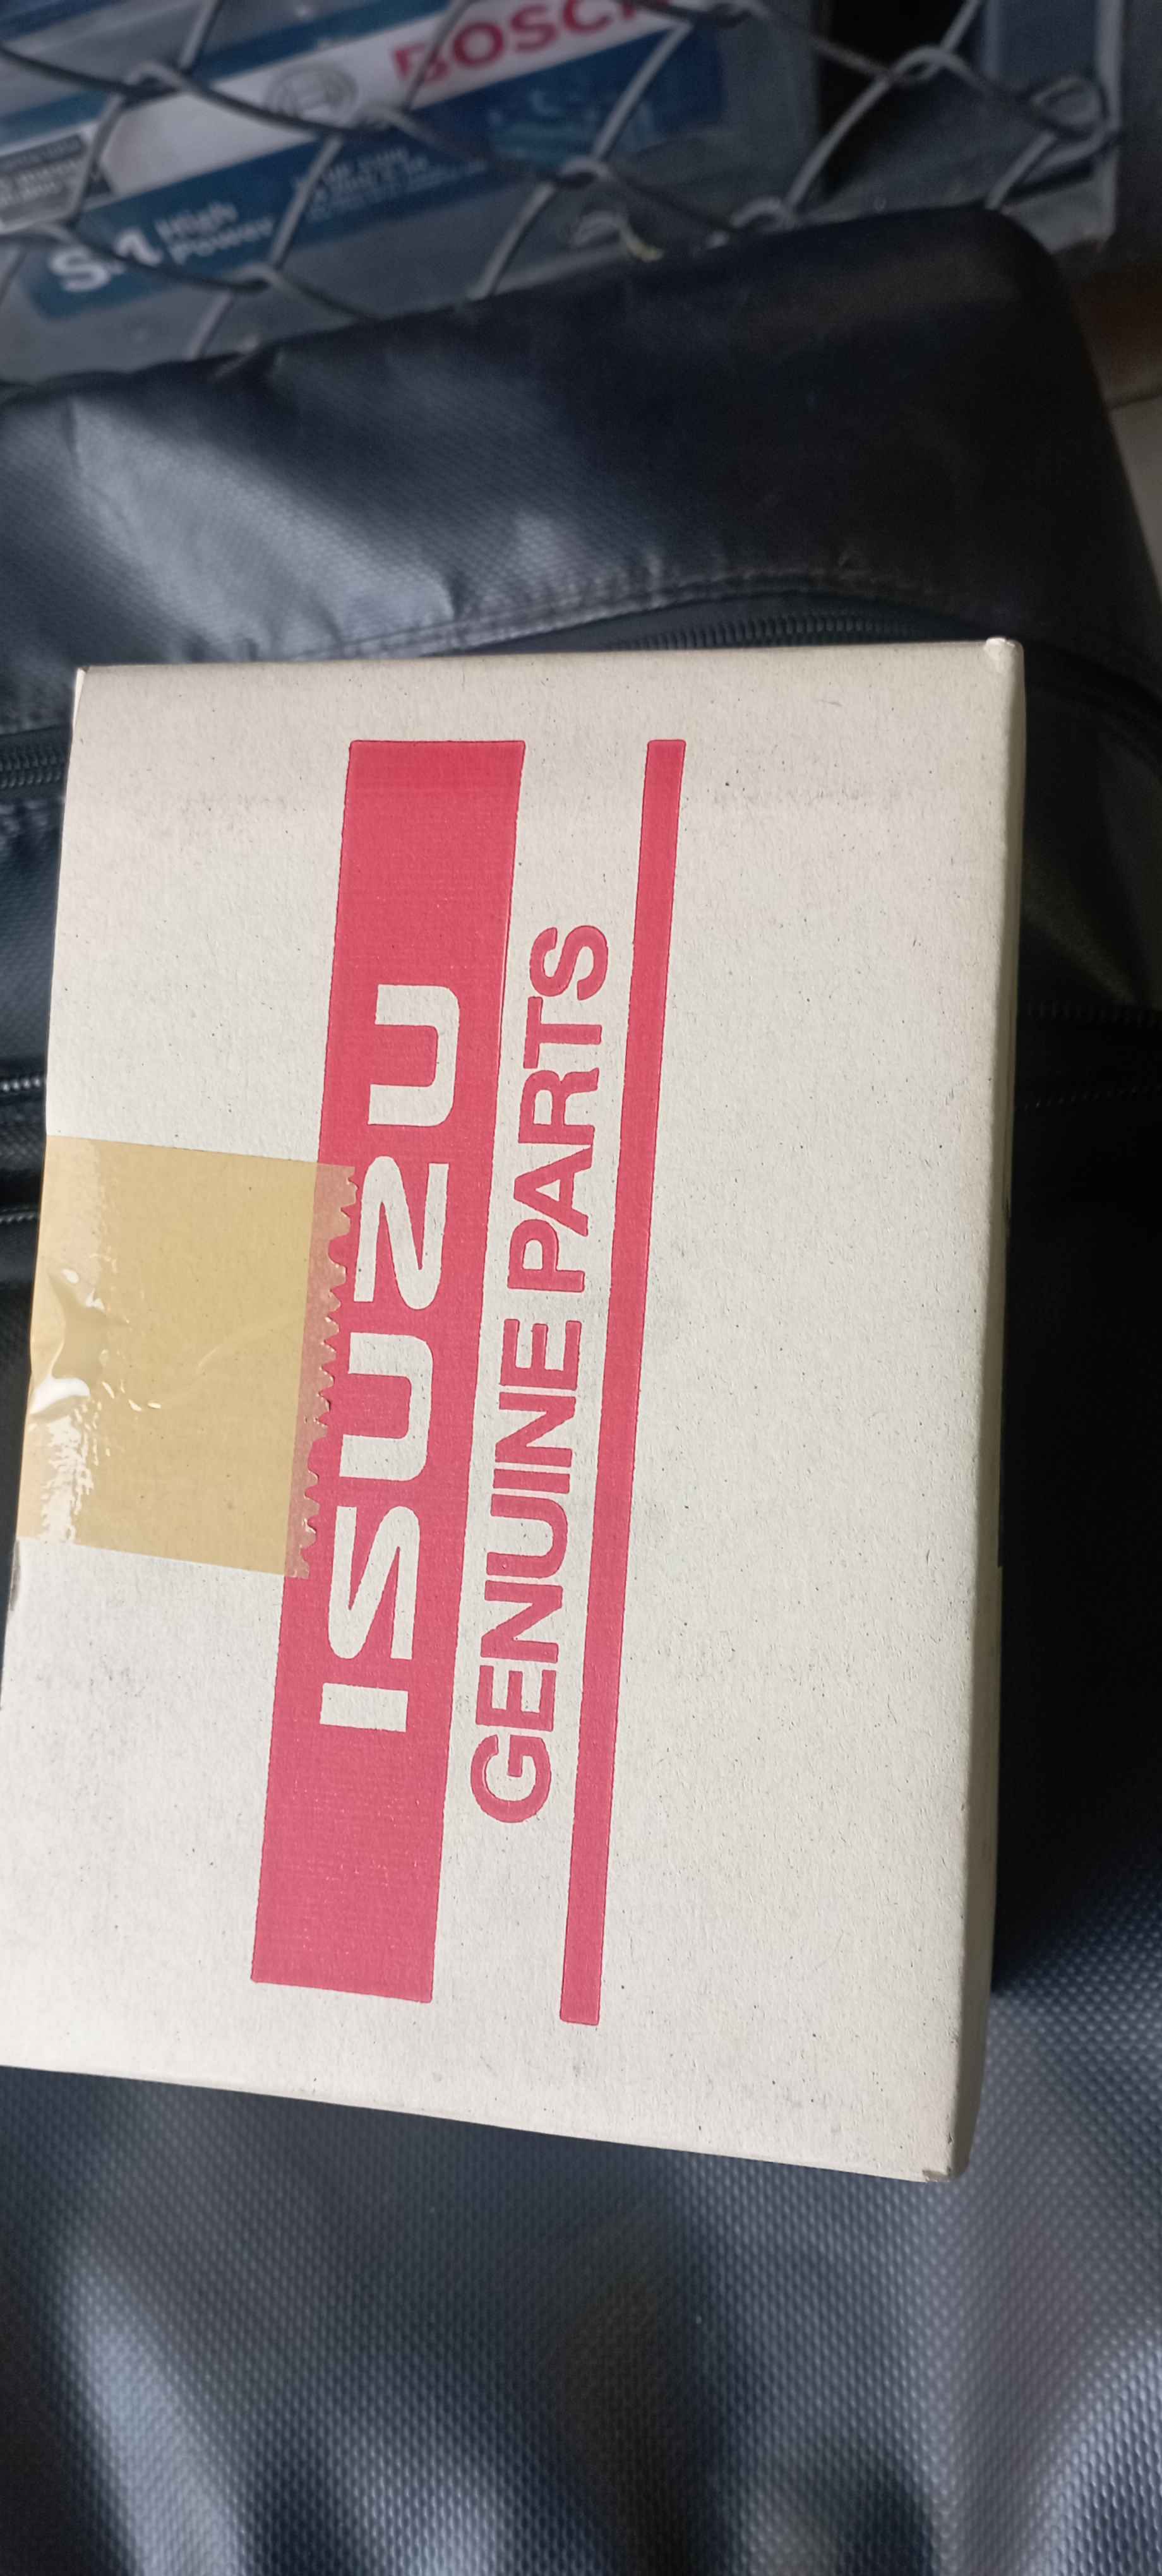 BOSCH
S4 High
Power
ISUZU
GENUINE PARTS